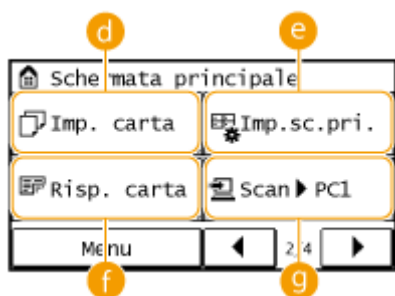 d e
Schermata principale
Imp. carta Imp.sc.pri.
Risp. carta Scan▶PC1
Menu ◀ 2/4 ▶
f g